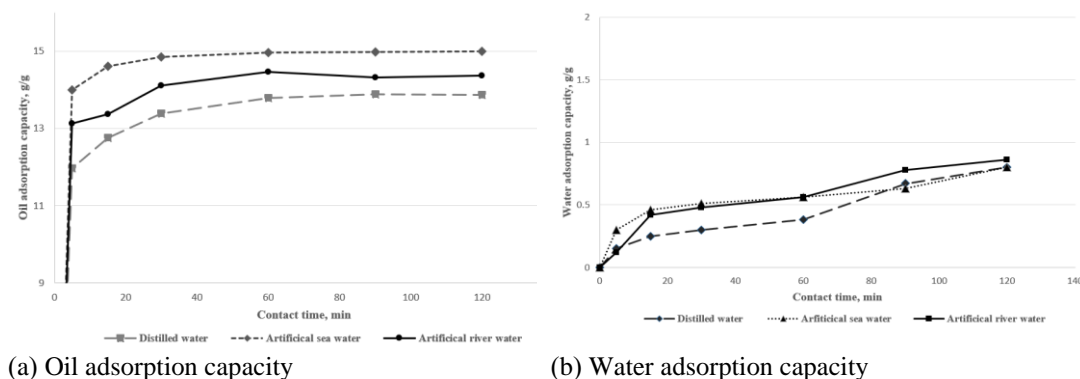 Oil adsorption capacity, g/g
15
13
11
9
0
20
40
60
80
100
120
Contact time, min
Distilled water
Artificical sea water
Artificical river water
(a) Oil adsorption capacity
Water adsorption capacity, g/g
2
1.5
1
0.5
0
0
20
40
60
80
100
120
140
Contact time, min
Distilled water
Arfiticical sea water
Artificical river water
(b) Water adsorption capacity